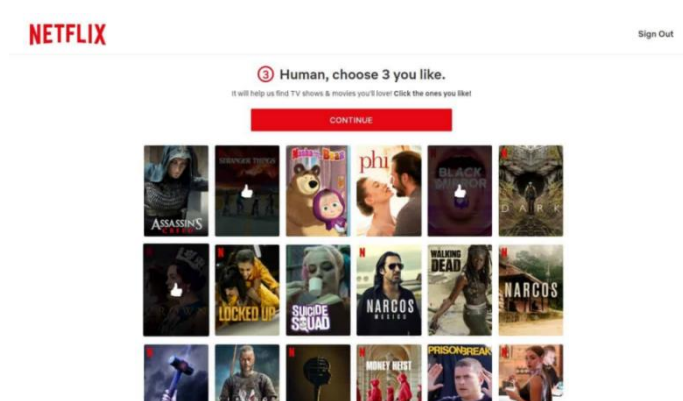 NETFLIX
Sign Out
3 Human, choose 3 you like.
It will help us find TV shows & movies you'll love! Click the ones you like!
CONTINUE
ASSASSIN'S
CREED
STRANGER THINGS
phi
BLACK
MIRROR
DARK
LOCKED UP
SUICIDE
SQUAD
NARCOS
MEXICO
WALKING
DEAD
NARCOS
MONEY HEIST
PRISON BREAK